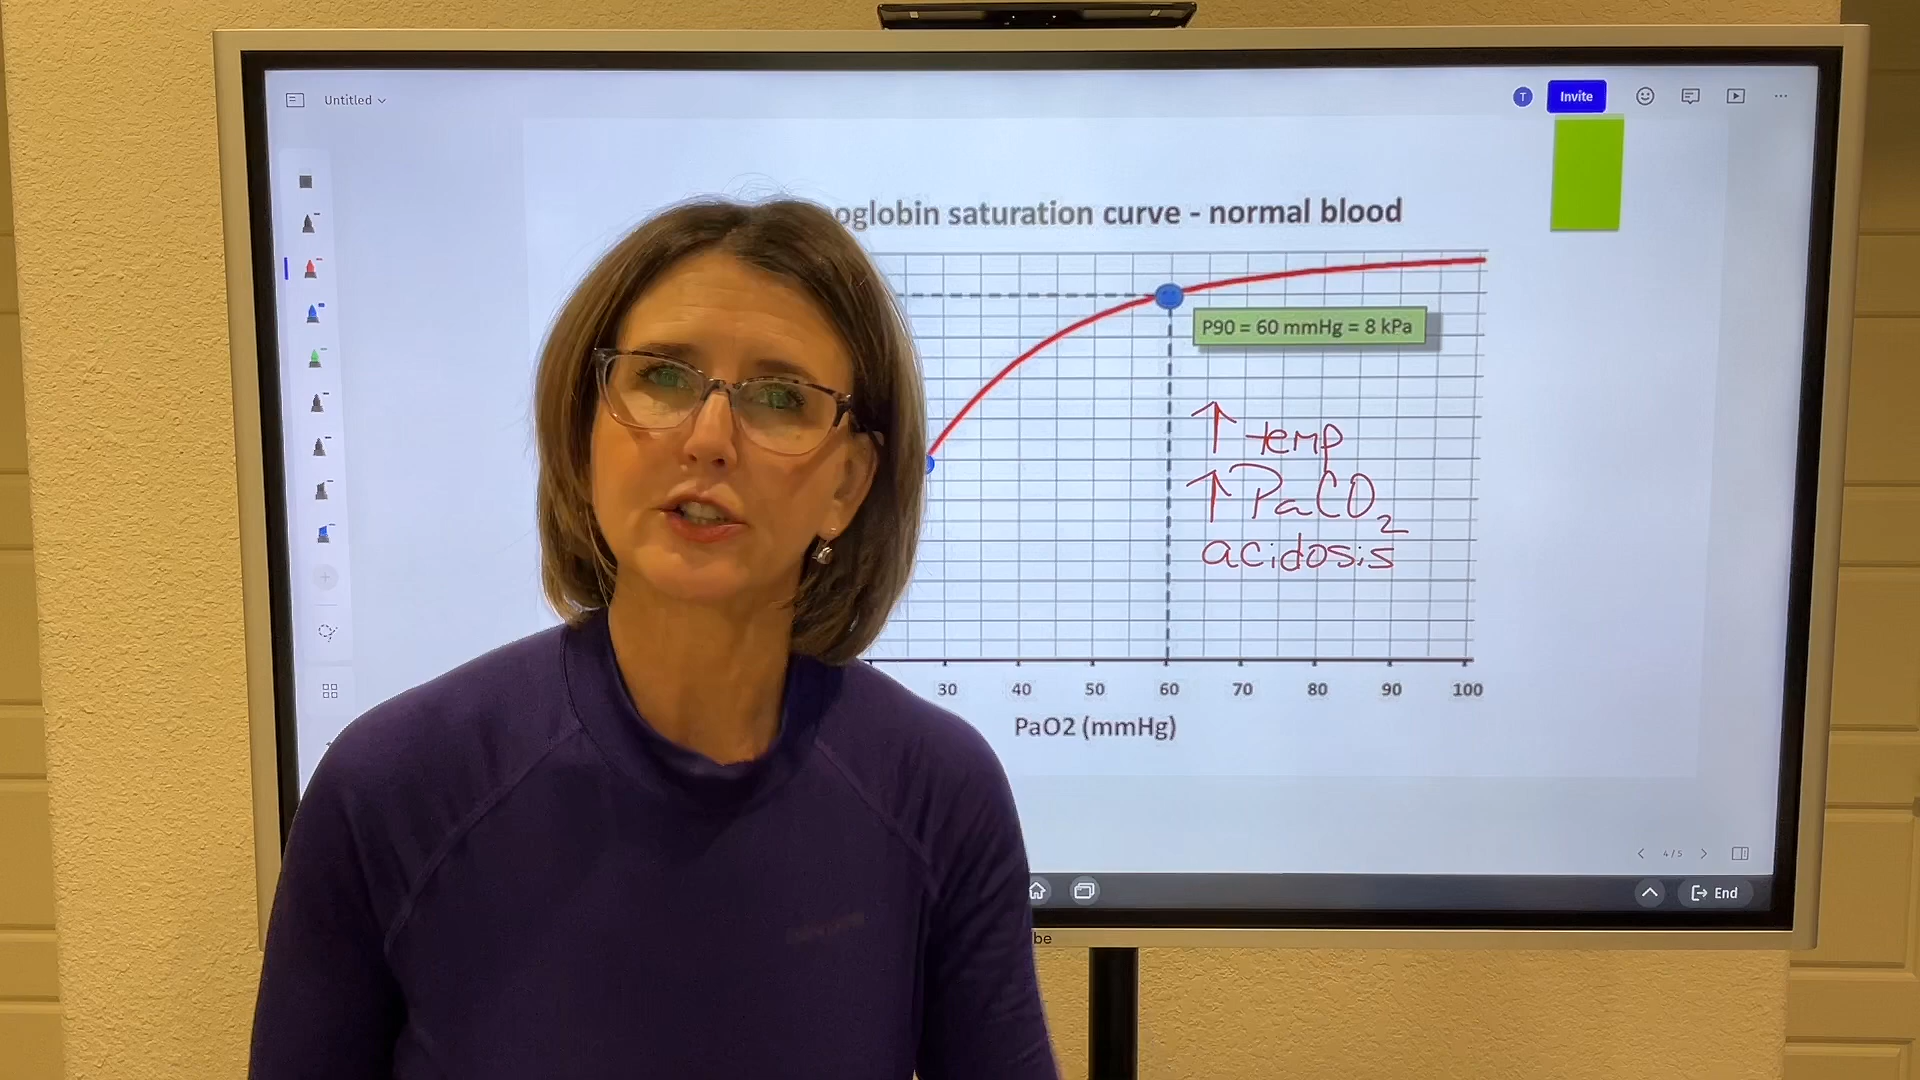 Untitled
T
Invite
oglobin saturation curve - normal blood
P90 = 60 mmHg = 8 kPa
↑ temp
↑ PaCO2
acidosis
30 40 50 60 70 80 90 100
PaO2 (mmHg)
4/5
End
be